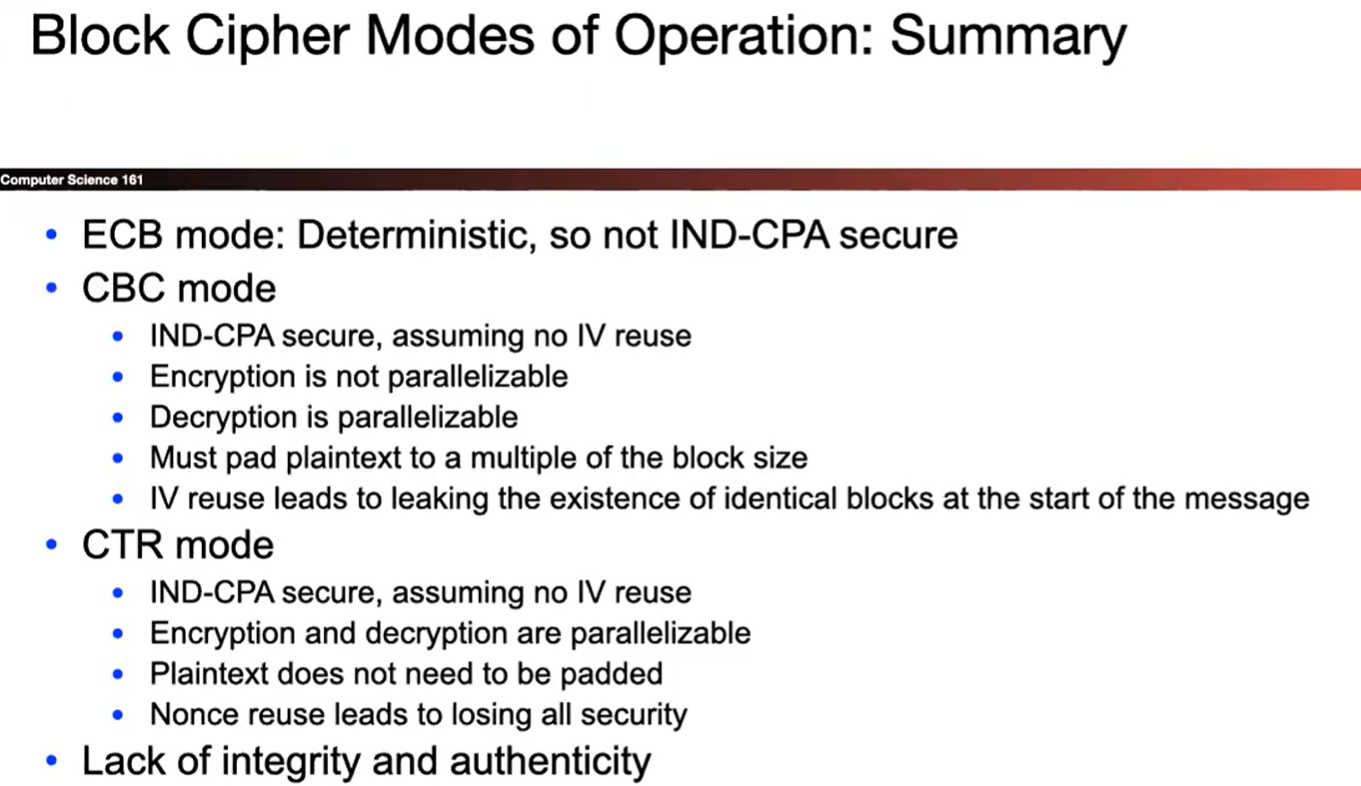 Block Cipher Modes of Operation: Summary
Computer Science 161
• ECB mode: Deterministic, so not IND-CPA secure
• CBC mode
• IND-CPA secure, assuming no IV reuse
• Encryption is not parallelizable
• Decryption is parallelizable
• Must pad plaintext to a multiple of the block size
• IV reuse leads to leaking the existence of identical blocks at the start of the message
• CTR mode
• IND-CPA secure, assuming no IV reuse
• Encryption and decryption are parallelizable
• Plaintext does not need to be padded
• Nonce reuse leads to losing all security
• Lack of integrity and authenticity